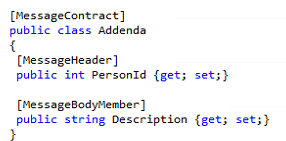 [MessageContract]
public class Addenda
{
[MessageHeader]
public int PersonId {get; set;}
[MessageBodyMember]
public string Description {get; set;}
}